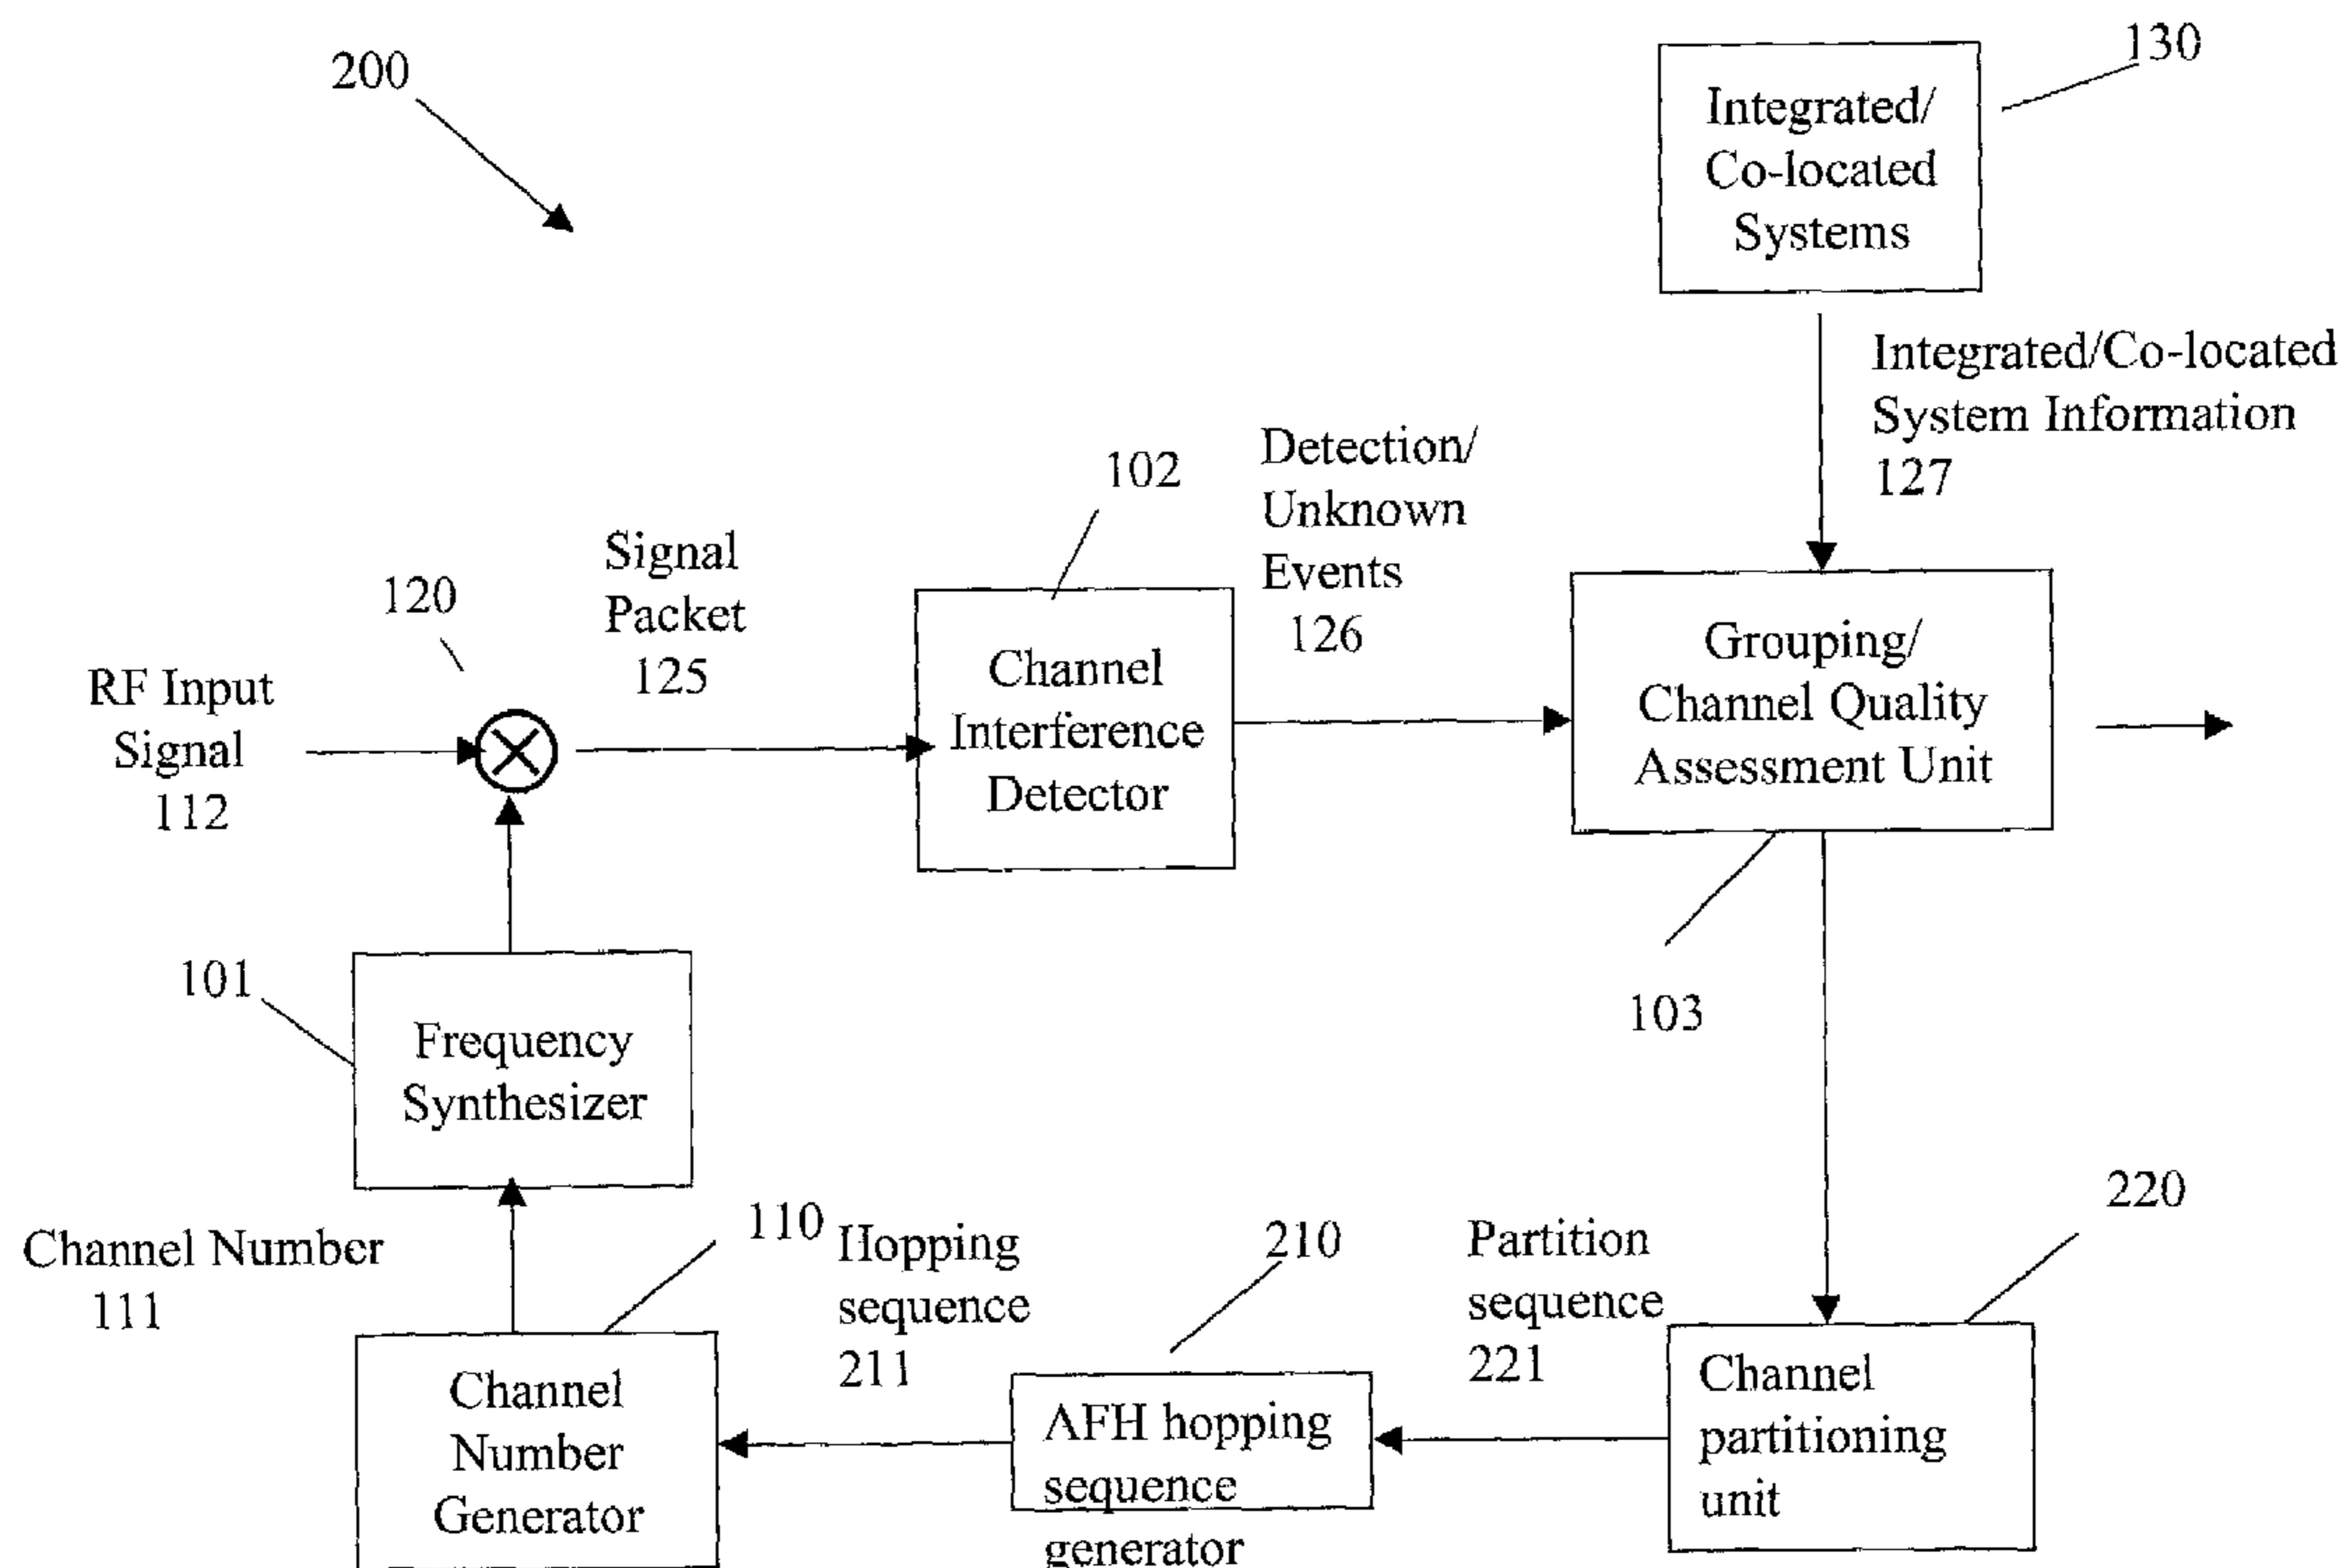 200
130
Integrated/
Co-located
Systems
Integrated/Co-located
System Information
127
102
Detection/
Unknown
Events
126
120
Signal
Packet
125
RF Input
Signal
112
Channel
Interference
Detector
Grouping/
Channel Quality
Assessment Unit
103
101
Frequency
Synthesizer
Channel Number
111
110
Hopping
sequence
211
210
Partition
sequence
221
220
Channel
Number
Generator
AFH hopping
sequence
generator
Channel
partitioning
unit